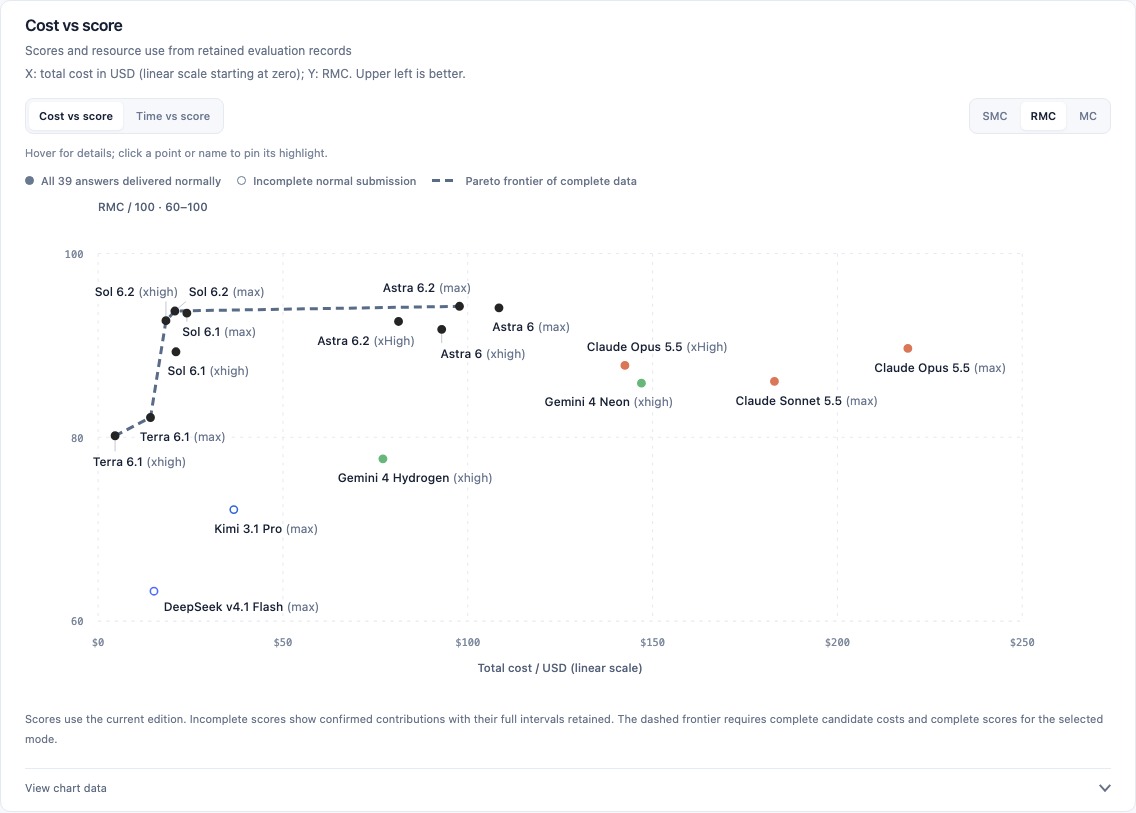 Cost vs score
Scores and resource use from retained evaluation records
X: total cost in USD (linear scale starting at zero); Y: RMC. Upper left is better.
Cost vs score
Time vs score
SMC
RMC
MC
Hover for details; click a point or name to pin its highlight.
All 39 answers delivered normally
Incomplete normal submission
Pareto frontier of complete data
RMC / 100 · 60–100
100
Sol 6.2 (xhigh)
Sol 6.2 (max)
Astra 6.2 (max)
Sol 6.1 (max)
Astra 6 (max)
Astra 6.2 (xHigh)
Claude Opus 5.5 (xHigh)
Astra 6 (xhigh)
Sol 6.1 (xhigh)
Claude Opus 5.5 (max)
Gemini 4 Neon (xhigh)
Claude Sonnet 5.5 (max)
80
Terra 6.1 (max)
Terra 6.1 (xhigh)
Gemini 4 Hydrogen (xhigh)
Kimi 3.1 Pro (max)
DeepSeek v4.1 Flash (max)
60
$0
$50
$100
$150
$200
$250
Total cost / USD (linear scale)
Scores use the current edition. Incomplete scores show confirmed contributions with their full intervals retained. The dashed frontier requires complete candidate costs and complete scores for the selected
mode.
View chart data